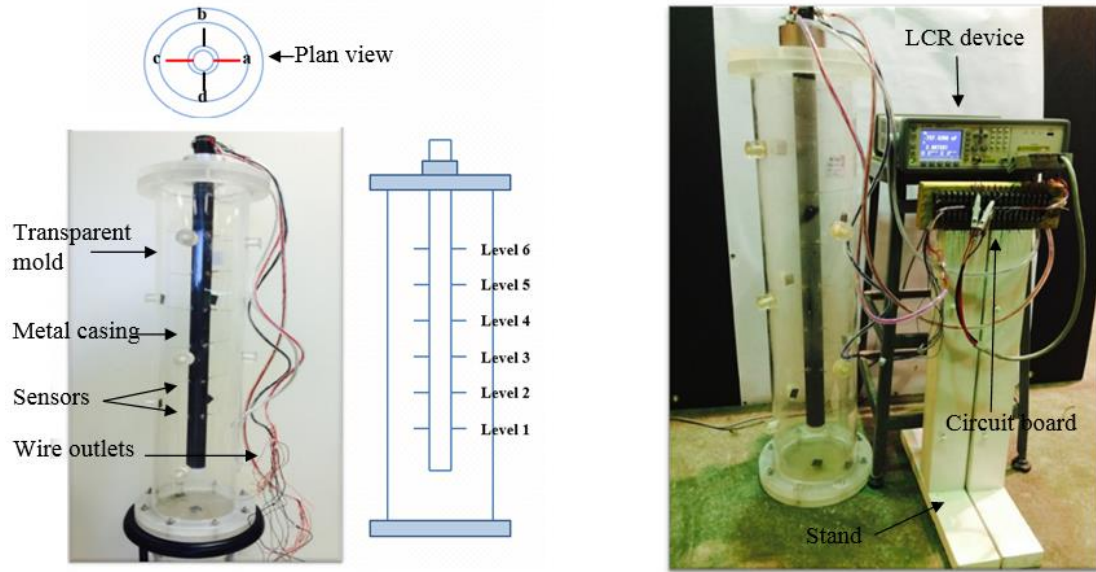 b
c
a
d
Plan view
Transparent
mold
Metal casing
Sensors
Wire outlets
Level 6
Level 5
Level 4
Level 3
Level 2
Level 1
LCR device
Circuit board
Stand